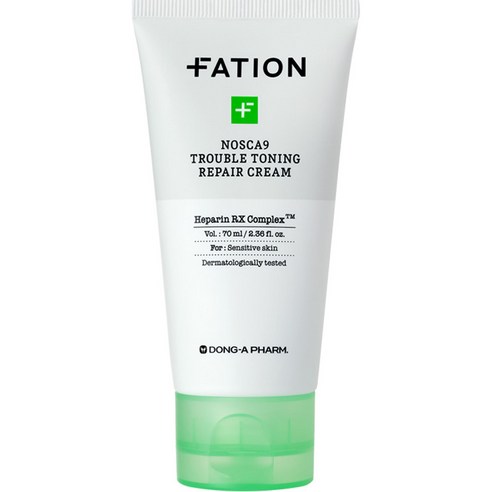 FATION
NOSCA9
TROUBLE TONING
REPAIR CREAM
Heparin RX Complex™
Vol. : 70 ml / 2.36 fl. oz.
For : Sensitive skin
Dermatologically tested
DONG-A PHARM.